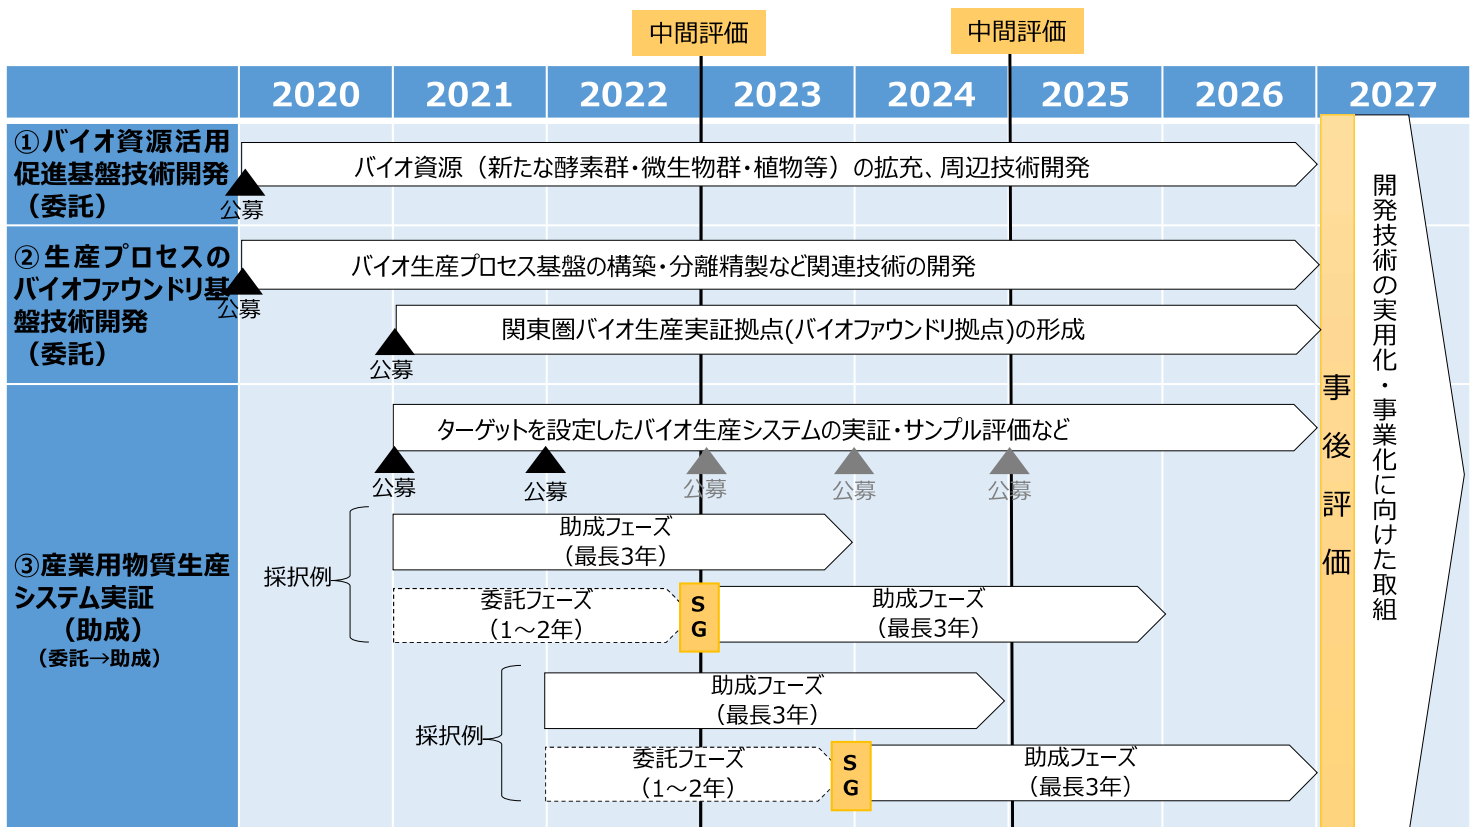 中間評価
中間評価
2020
2021
2022
2023
2024
2025
2026
2027
①バイオ資源活用
促進基盤技術開発
（委託）
バイオ資源（新たな酵素群・微生物群・植物等）の拡充、周辺技術開発
公募
②生産プロセスの
バイオファウンドリ基
盤技術開発
（委託）
バイオ生産プロセス基盤の構築・分離精製など関連技術の開発
公募
関東圏バイオ生産実証拠点(バイオファウンドリ拠点)の形成
公募
③産業用物質生産
システム実証
（助成）
（委託→助成）
ターゲットを設定したバイオ生産システムの実証・サンプル評価など
公募
公募
公募
公募
公募
採択例
助成フェーズ
（最長3年）
委託フェーズ
（1～2年）
S
G
助成フェーズ
（最長3年）
採択例
助成フェーズ
（最長3年）
委託フェーズ
（1～2年）
S
G
助成フェーズ
（最長3年）
事後評価
開発技術の実用化・事業化に向けた取組